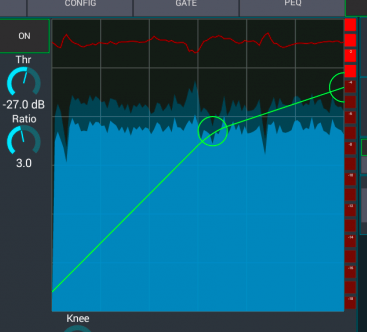 CONFIG GATE PEQ
ON
Thr
-27.0 dB
Ratio
3.0
Knee